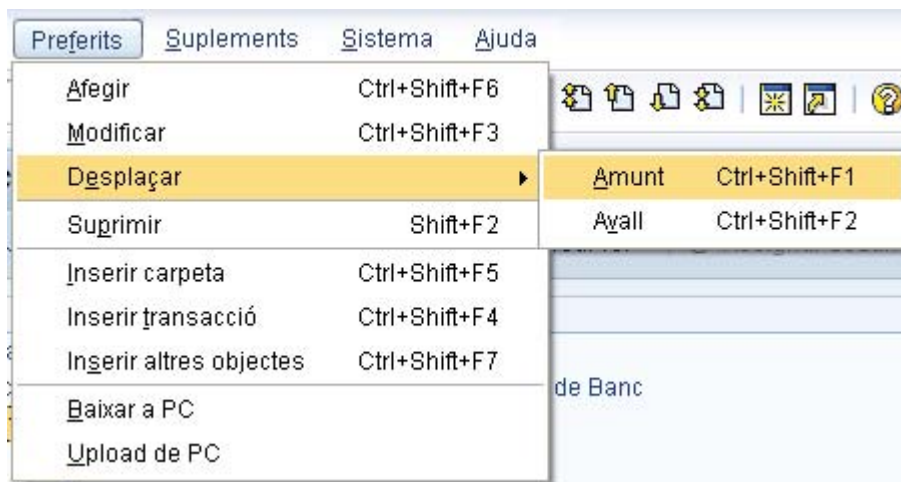 Preferits Suplements Sistema Ajuda
Afegir Ctrl+Shift+F6
Modificar Ctrl+Shift+F3
Desplaçar Amunt Ctrl+Shift+F1
Suprimir Shift+F2 Avall Ctrl+Shift+F2
Inserir carpeta Ctrl+Shift+F5
Inserir transacció Ctrl+Shift+F4
Inserir altres objectes Ctrl+Shift+F7
Baixar a PC de Banc
Upload de PC